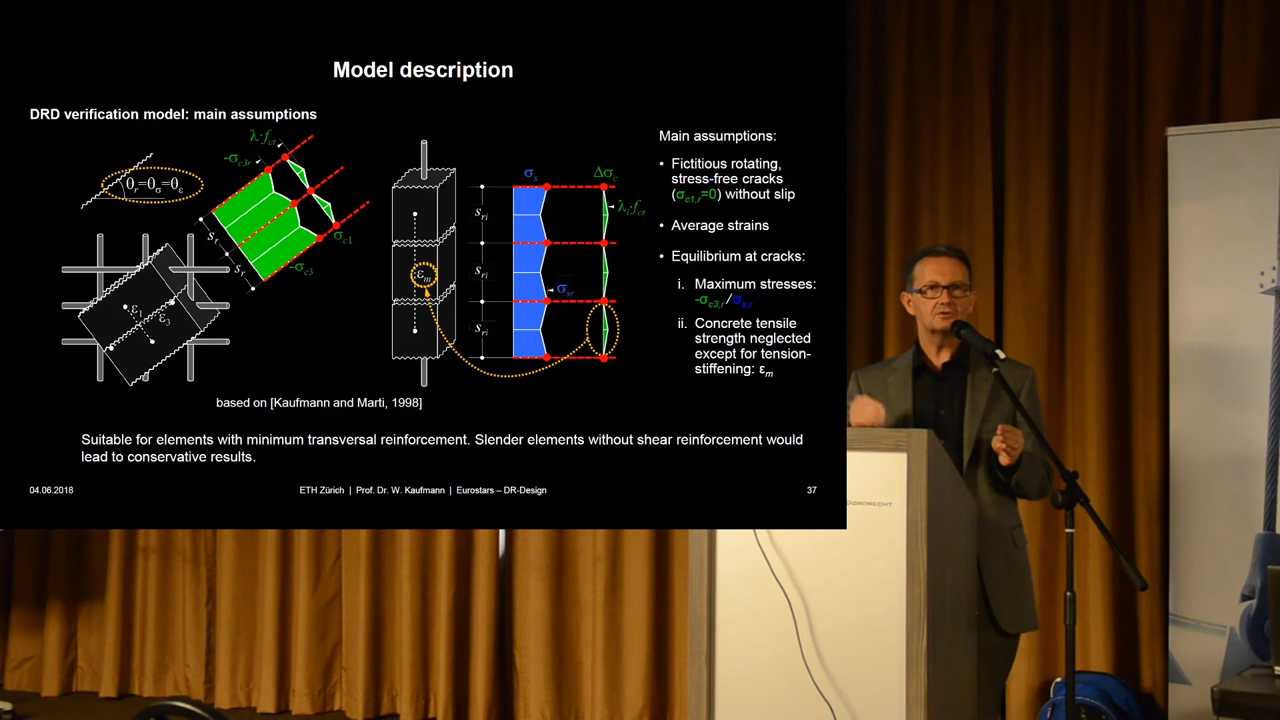 Model description
DRD verification model: main assumptions
λ·fct
-σc3r
θr=θσ=θε
σc1
-σc3
sr
sr
ε1
ε3
εm
sri
sri
sri
σs
Δσc
λi·fct
σsr
based on [Kaufmann and Marti, 1998]
Main assumptions:
• Fictitious rotating,
stress-free cracks
(σc1,r=0) without slip
• Average strains
• Equilibrium at cracks:
i. Maximum stresses:
-σc3,r/σs,r
ii. Concrete tensile
strength neglected
except for tension-
stiffening: εm
Suitable for elements with minimum transversal reinforcement. Slender elements without shear reinforcement would
lead to conservative results.
04.06.2018
ETH Zürich | Prof. Dr. W. Kaufmann | Eurostars – DR-Design
37
DORDRECHT